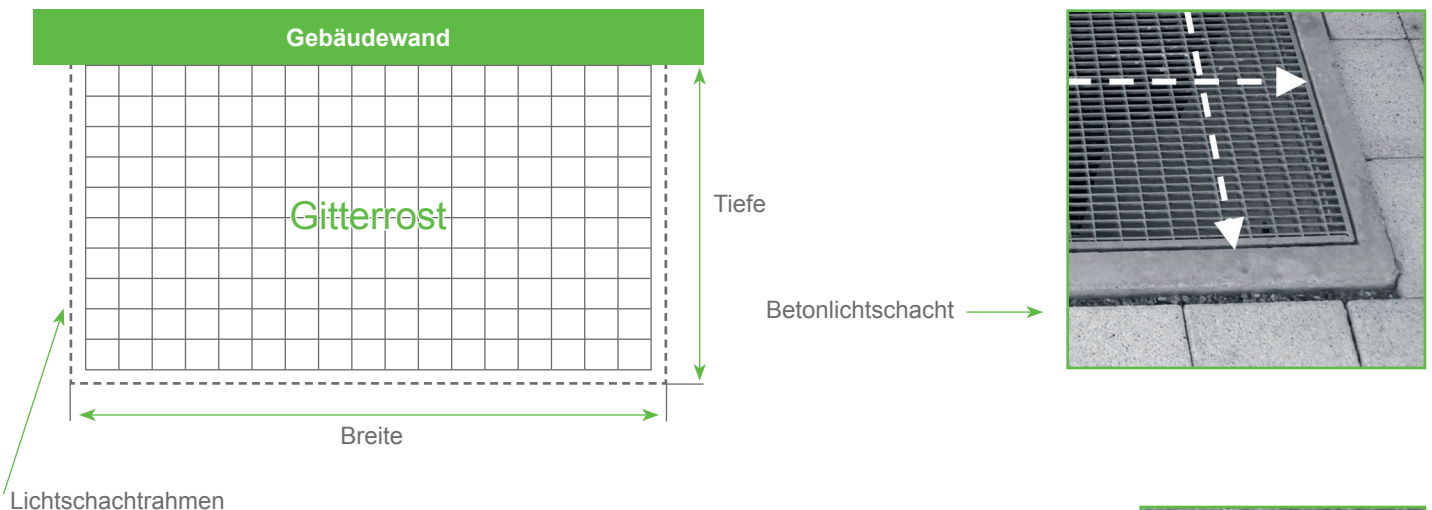 Gebäudewand
Gitterrost
Tiefe
Betonlichtschacht
Breite
Lichtschachtrahmen